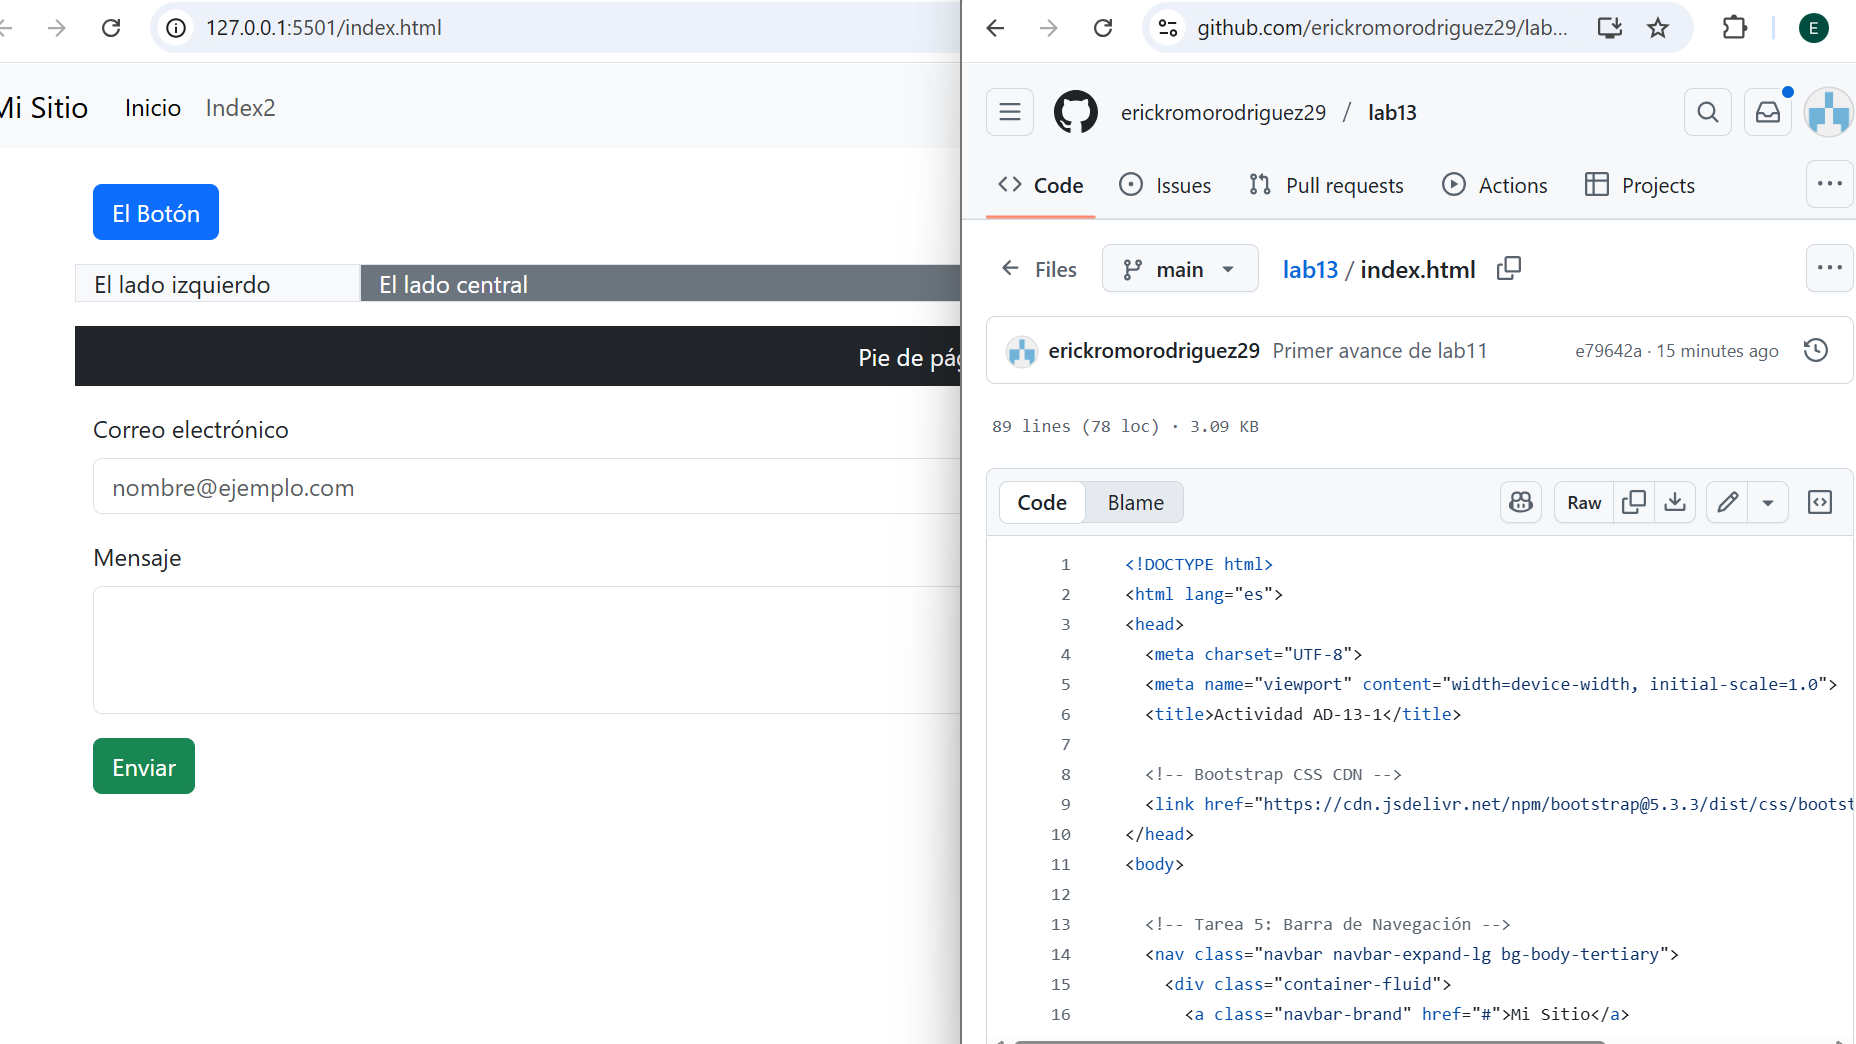 127.0.0.1:5501/index.html
Mi Sitio Inicio Index2
El Botón
El lado izquierdo El lado central
Pie de pág
Correo electrónico
nombre@ejemplo.com
Mensaje
Enviar
github.com/erickromorodriguez29/lab...
E
erickromorodriguez29 / lab13
Code Issues Pull requests Actions Projects
Files main lab13 / index.html
erickromorodriguez29 Primer avance de lab11 e79642a · 15 minutes ago
89 lines (78 loc) · 3.09 KB
Code Blame Raw
1 <!DOCTYPE html>
2 <html lang="es">
3 <head>
4 <meta charset="UTF-8">
5 <meta name="viewport" content="width=device-width, initial-scale=1.0">
6 <title>Actividad AD-13-1</title>
7
8 <!-- Bootstrap CSS CDN -->
9 <link href="https://cdn.jsdelivr.net/npm/bootstrap@5.3.3/dist/css/bootst
10 </head>
11 <body>
12
13 <!-- Tarea 5: Barra de Navegación -->
14 <nav class="navbar navbar-expand-lg bg-body-tertiary">
15 <div class="container-fluid">
16 <a class="navbar-brand" href="#">Mi Sitio</a>